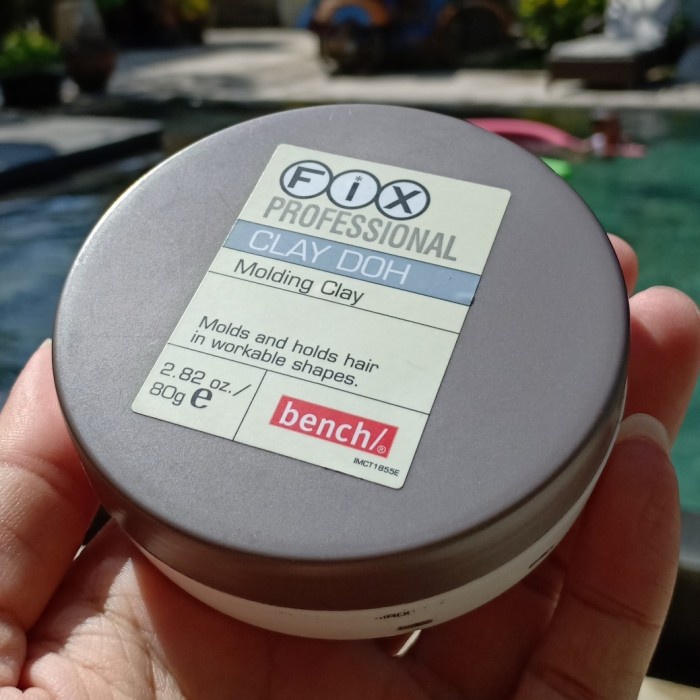 FiX
PROFESSIONAL
CLAY DOH
Molding Clay
Molds and holds hair
in workable shapes.
2.82 oz./
80g ℮
bench/.®
IMCT1855E